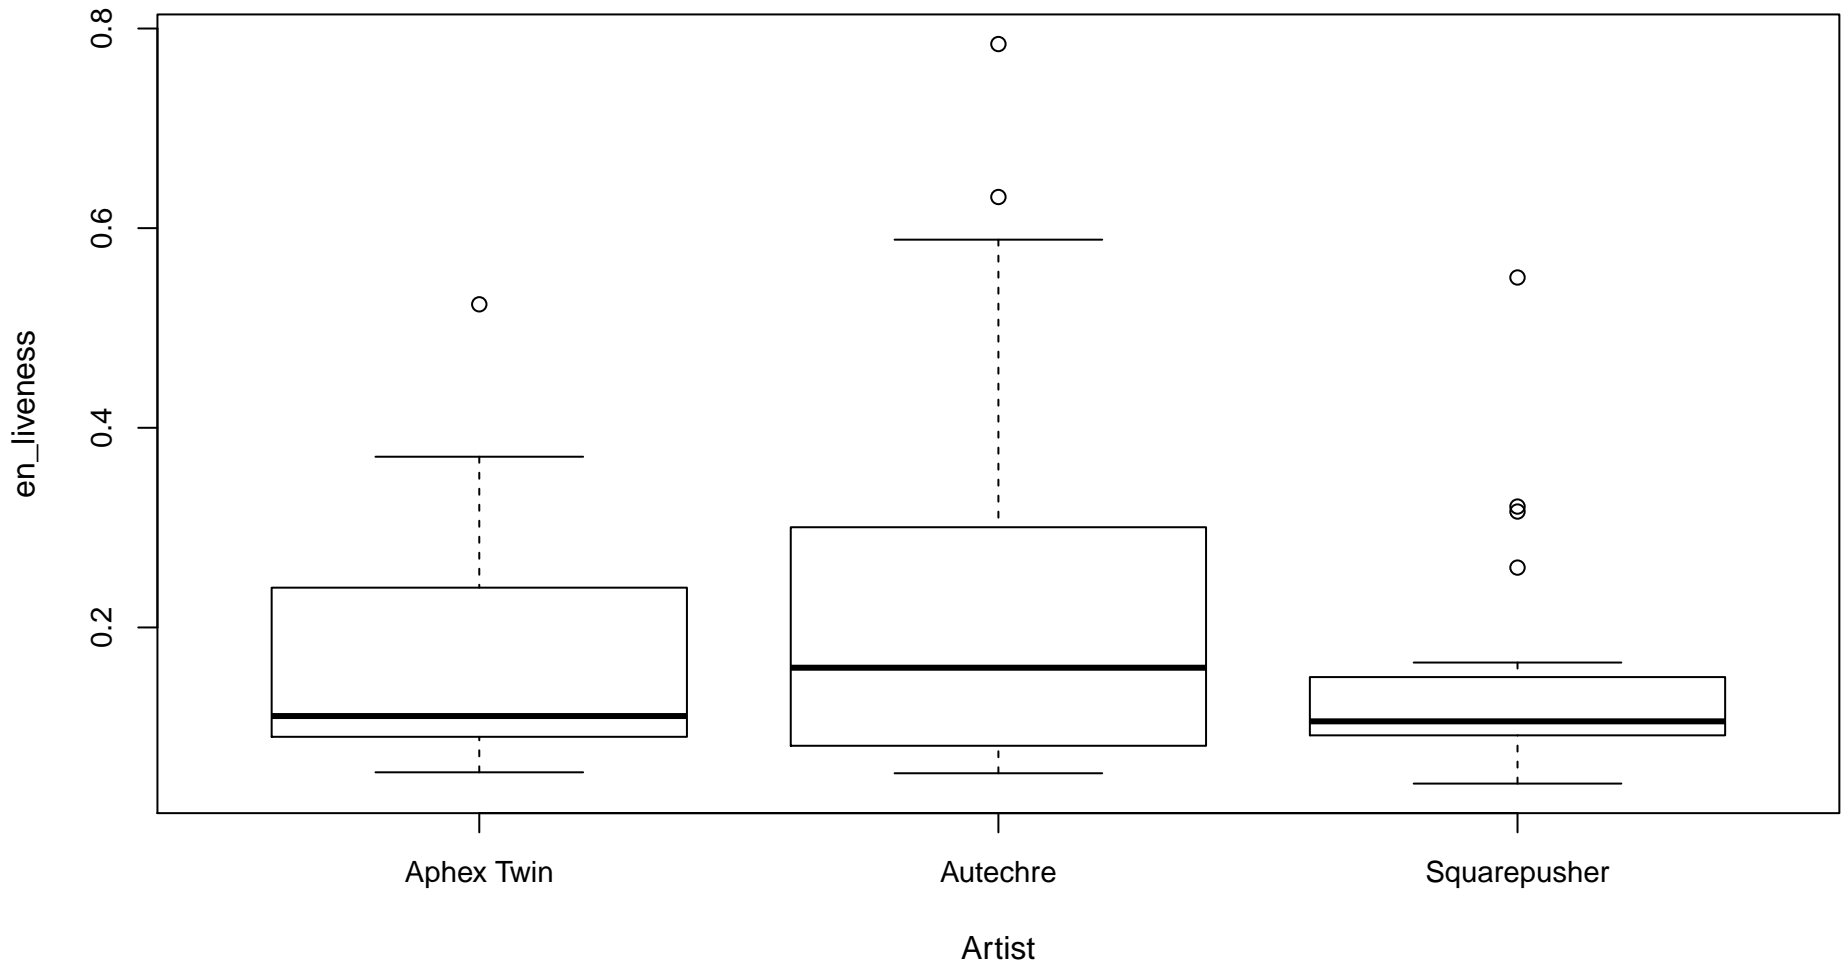 0.8
0.6
0.4
0.2
en_liveness
Aphex Twin
Autechre
Squarepusher
Artist